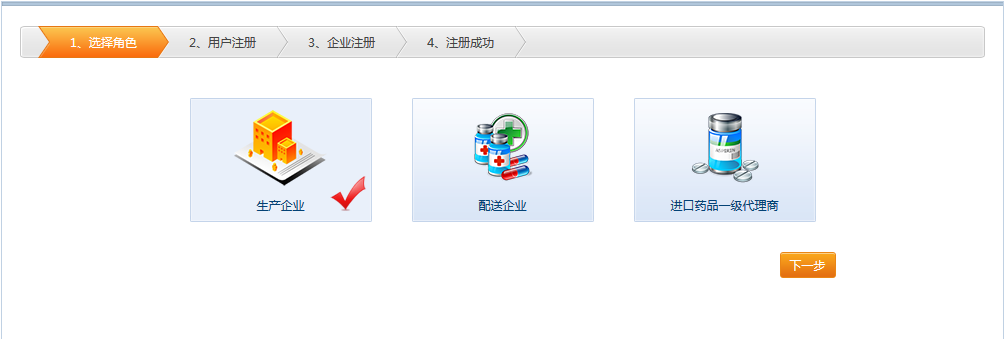 1、选择角色
2、用户注册
3、企业注册
4、注册成功
生产企业
配送企业
进口药品一级代理商
下一步